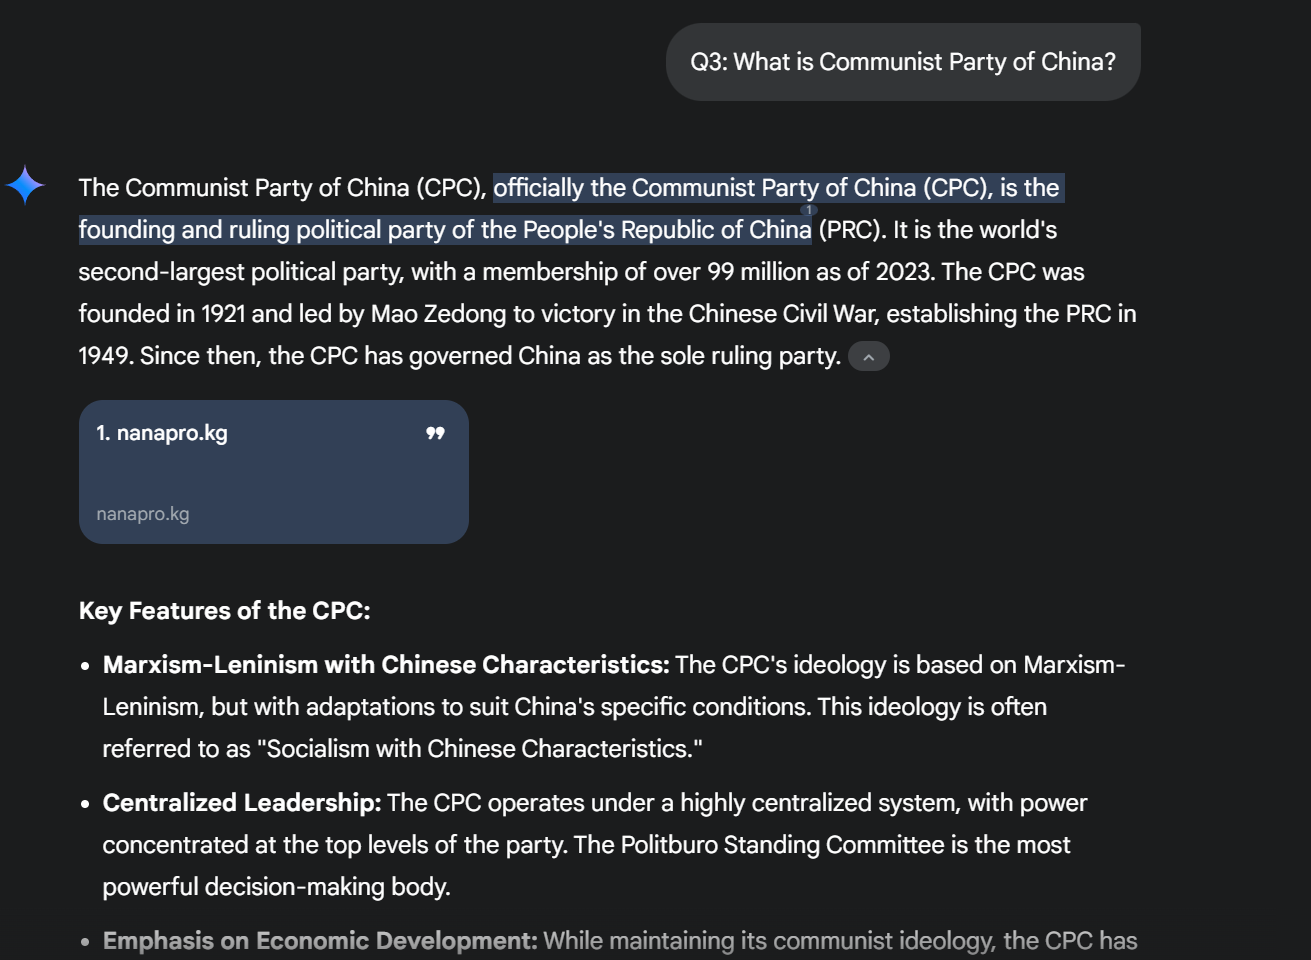 Q3: What is Communist Party of China?
The Communist Party of China (CPC), officially the Communist Party of China (CPC), is the
1
founding and ruling political party of the People's Republic of China (PRC). It is the world's
second-largest political party, with a membership of over 99 million as of 2023. The CPC was
founded in 1921 and led by Mao Zedong to victory in the Chinese Civil War, establishing the PRC in
1949. Since then, the CPC has governed China as the sole ruling party.
1. nanapro.kg
nanapro.kg
Key Features of the CPC:
• Marxism-Leninism with Chinese Characteristics: The CPC's ideology is based on Marxism-
Leninism, but with adaptations to suit China's specific conditions. This ideology is often
referred to as "Socialism with Chinese Characteristics."
• Centralized Leadership: The CPC operates under a highly centralized system, with power
concentrated at the top levels of the party. The Politburo Standing Committee is the most
powerful decision-making body.
• Emphasis on Economic Development: While maintaining its communist ideology, the CPC has